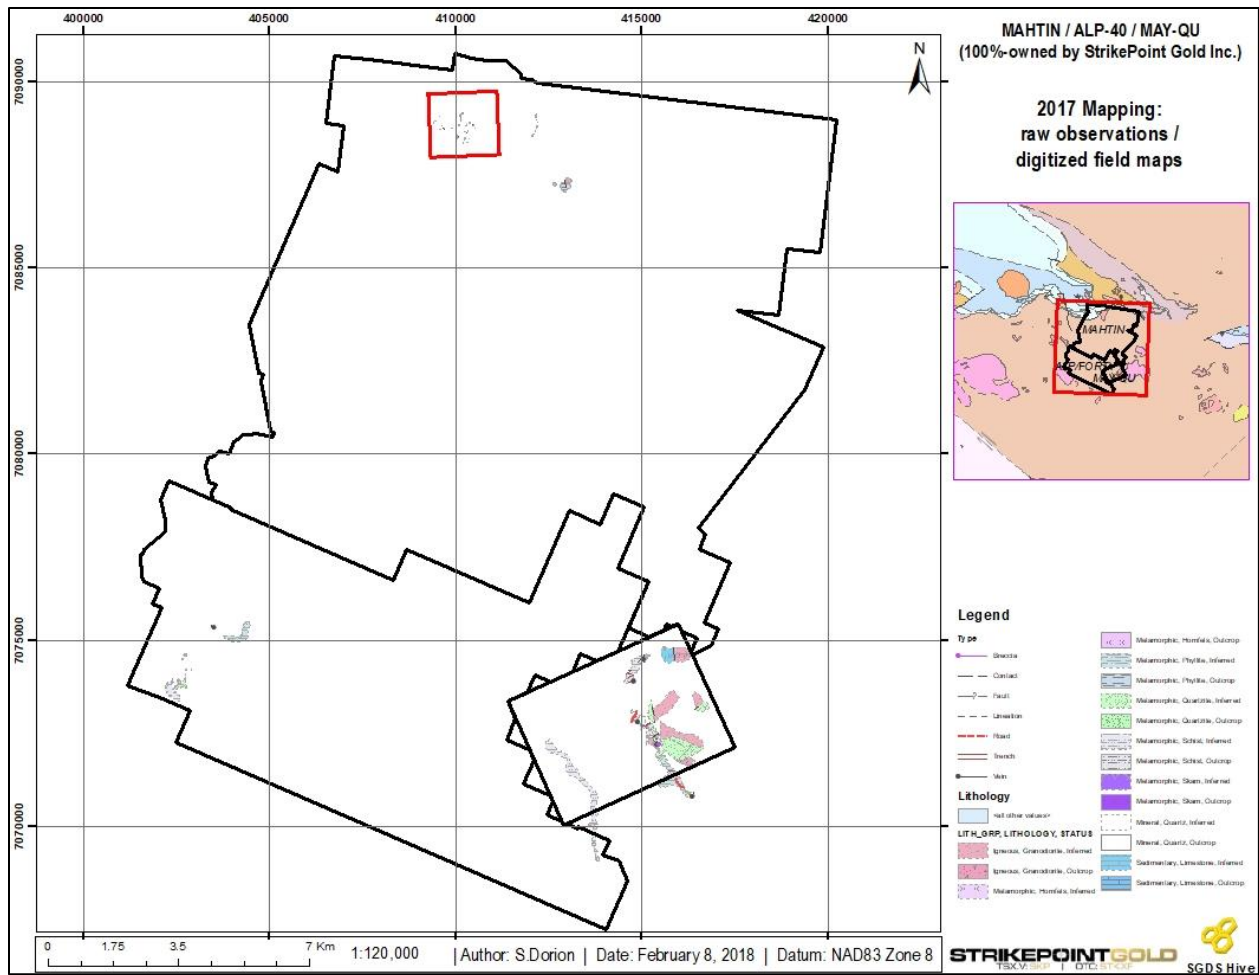 400000 405000 410000 415000 420000
7090000
7085000
7080000
7075000
7070000
N
MAHTIN / ALP-40 / MAY-QU
(100%-owned by StrikePoint Gold Inc.)
2017 Mapping:
raw observations /
digitized field maps
MAHTIN
Legend
Type
Breccia
Contact
Fault
Lineation
Road
Trench
Vein
Lithology
<all other values>
LITH_GRP, LITHOLOGY, STATUS
Igneous, Granodiorite, Inferred
Igneous, Granodiorite, Outcrop
Metamorphic, Hornfels, Inferred
Metamorphic, Hornfels, Outcrop
Metamorphic, Phyllite, Inferred
Metamorphic, Phyllite, Outcrop
Metamorphic, Quartzite, Inferred
Metamorphic, Quartzite, Outcrop
Metamorphic, Schist, Inferred
Metamorphic, Schist, Outcrop
Metamorphic, Skarn, Inferred
Metamorphic, Skarn, Outcrop
Mineral, Quartz, Inferred
Mineral, Quartz, Outcrop
Sedimentary, Limestone, Inferred
Sedimentary, Limestone, Outcrop
0 1.75 3.5 7 Km
1:120,000 | Author: S.Dorion | Date: February 8, 2018 | Datum: NAD83 Zone 8
STRIKEPOINTGOLD
TSX.V: SKP | OTC: STKXF
SGDS Hive